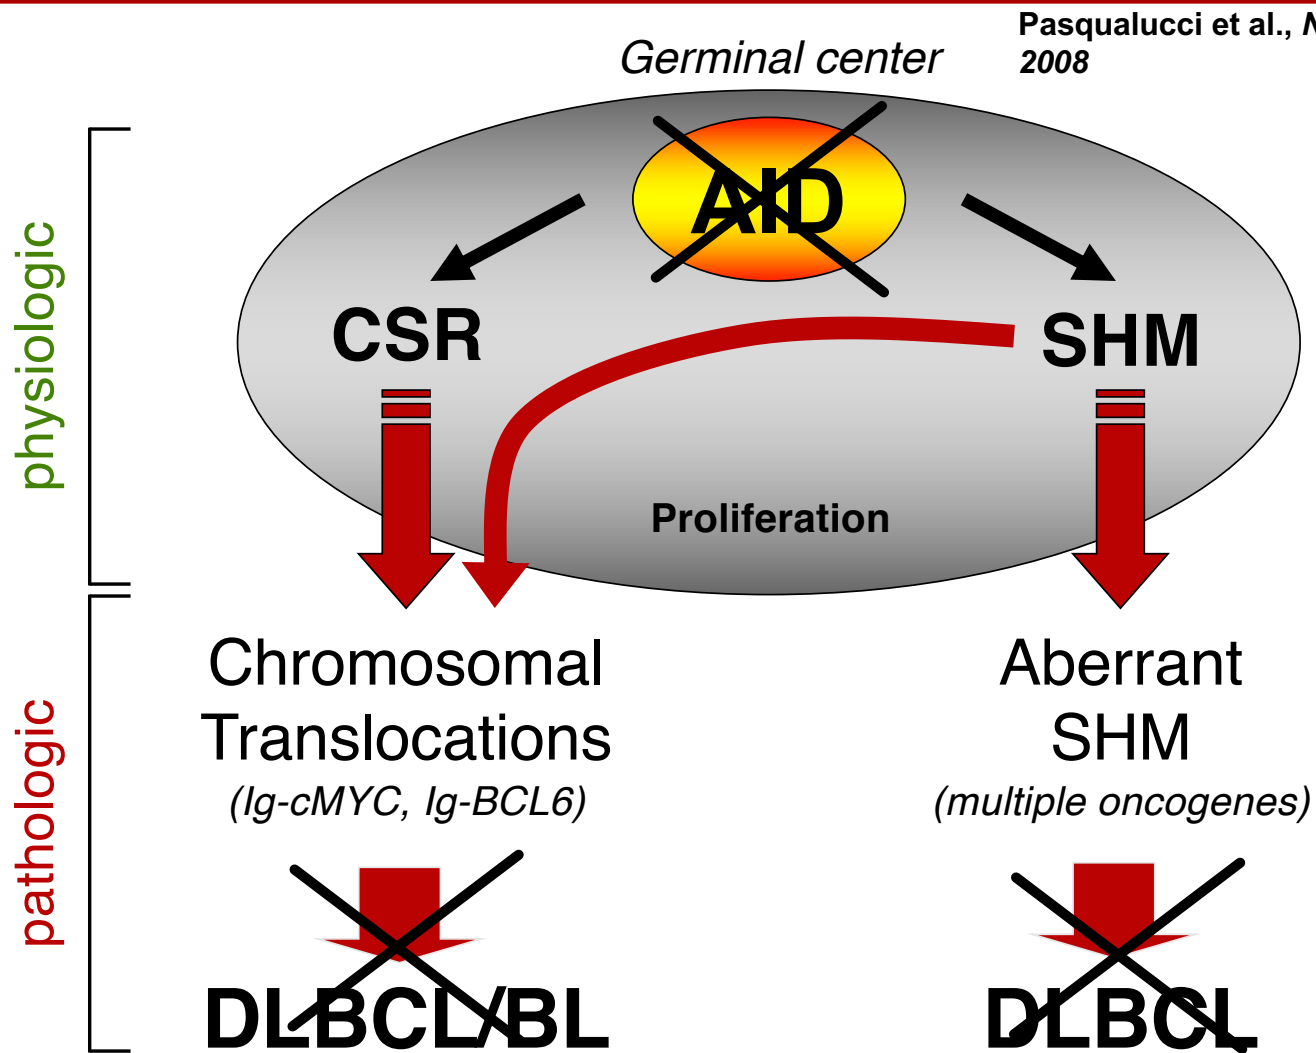 Pasqualucci et al.,
2008
Germinal center
AID
CSR
SHM
Proliferation
physiologic
Chromosomal
Translocations
(Ig-cMYC, Ig-BCL6)
Aberrant
SHM
(multiple oncogenes)
pathologic
DLBCL/BL
DLBCL